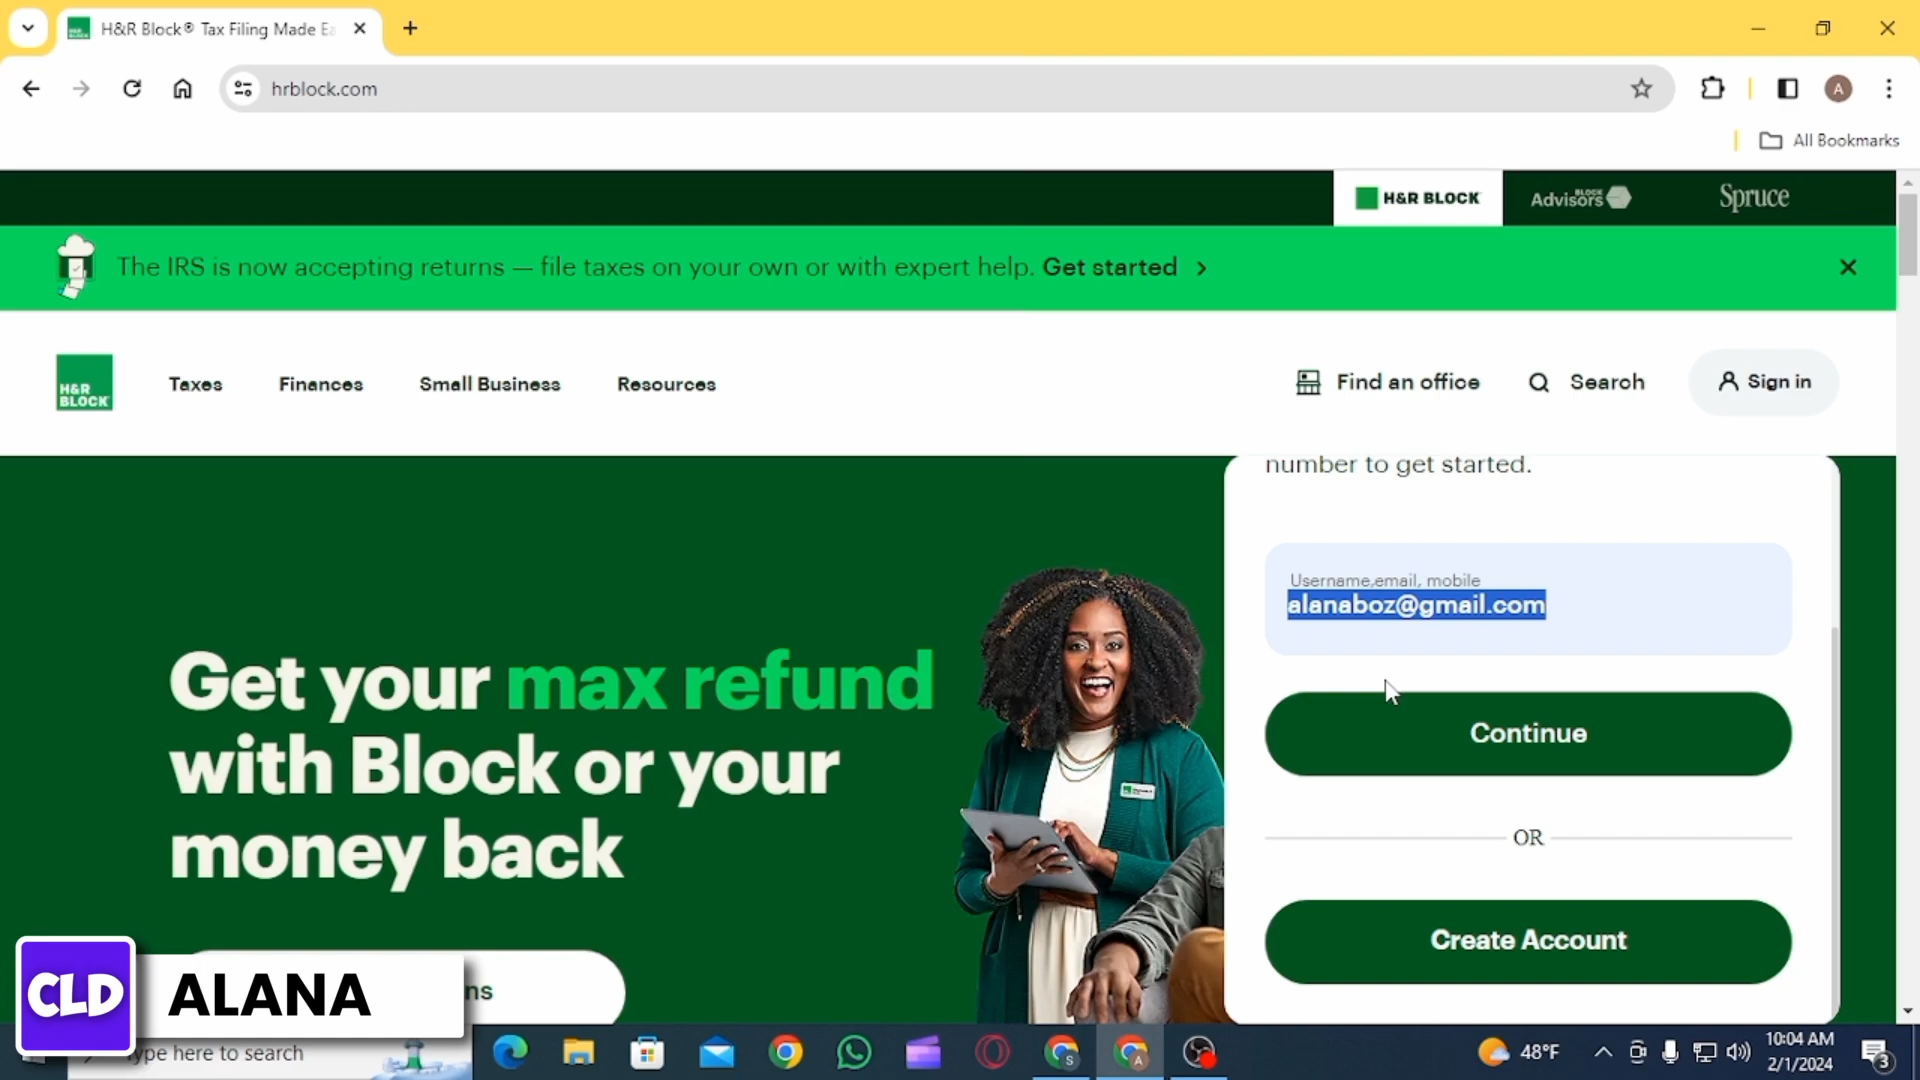 H&R Block® Tax Filing Made Ea
hrblock.com
A
All Bookmarks
H&R BLOCK
BLOCK Advisors
Spruce
The IRS is now accepting returns — file taxes on your own or with expert help. Get started
H&R BLOCK
Taxes
Finances
Small Business
Resources
Find an office
Search
Sign in
number to get started.
Username,email, mobile
alanaboz@gmail.com
Continue
OR
Create Account
Get your max refund
with Block or your
money back
ns
CLD
ALANA
Type here to search
S
A
48°F
10:04 AM
2/1/2024
3